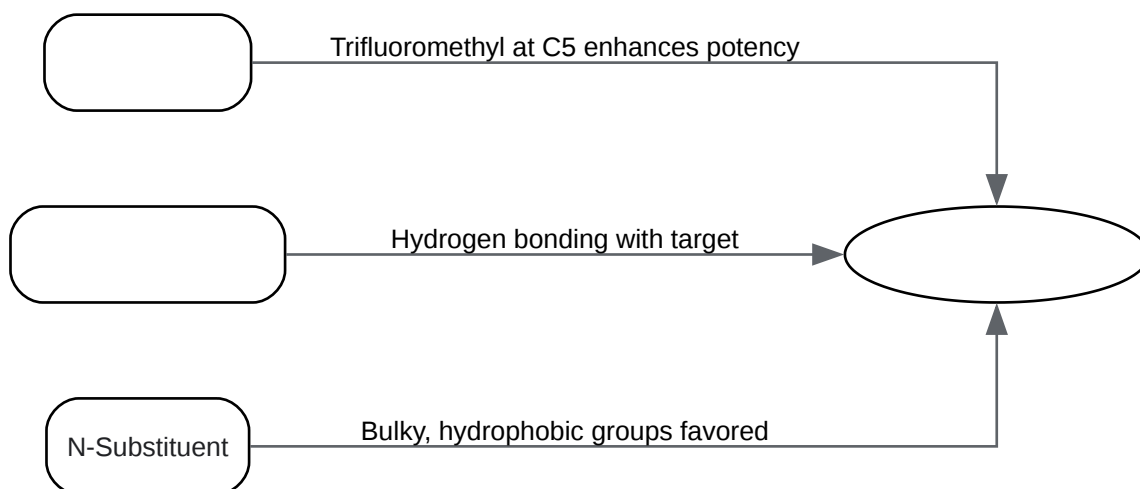 Trifluoromethyl at C5 enhances potency
Hydrogen bonding with target
N-Substituent
Bulky, hydrophobic groups favored